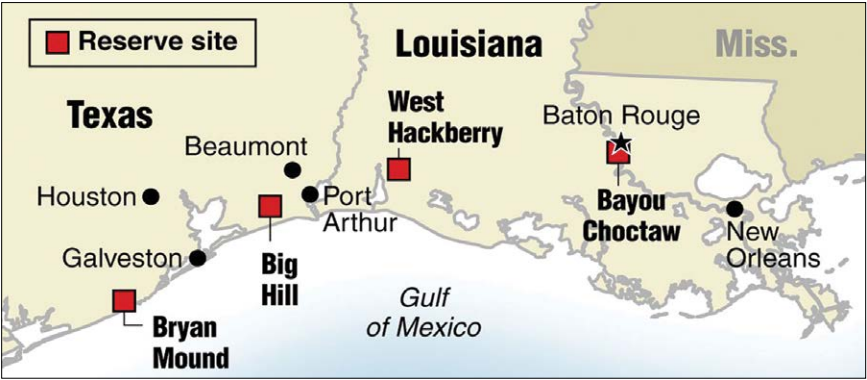 Reserve site
Louisiana
Miss.
Texas
West
Hackberry
Baton Rouge
Beaumont
Houston
Port
Arthur
Bayou
Choctaw
New
Orleans
Galveston
Big
Hill
Gulf
of Mexico
Bryan
Mound